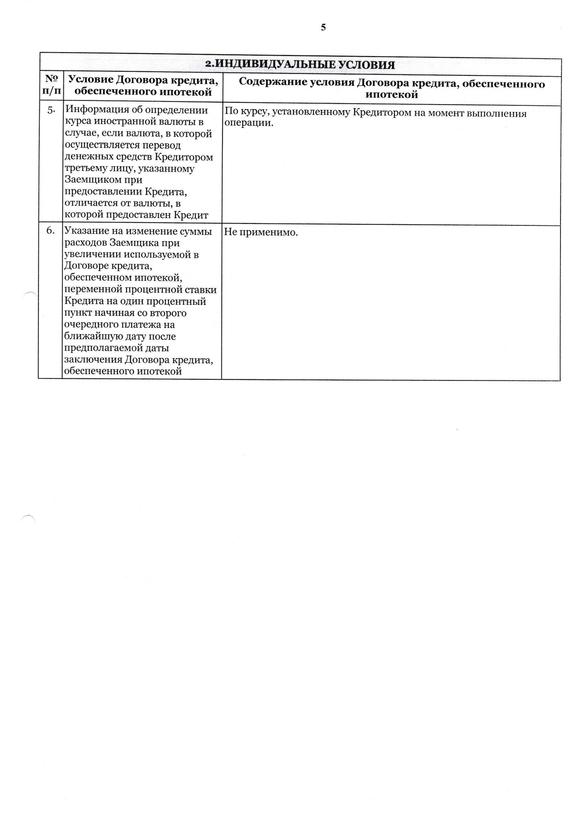 5
2.ИНДИВИДУАЛЬНЫЕ УСЛОВИЯ
№ п/п
Условие Договора кредита,
обеспеченного ипотекой
Содержание условия Договора кредита, обеспеченного
ипотекой
5.
Информация об определении
курса иностранной валюты в
случае, если валюта, в которой
осуществляется перевод
денежных средств Кредитором
третьему лицу, указанному
Заемщиком при
предоставлении Кредита,
отличается от валюты, в
которой предоставлен Кредит
По курсу, установленному Кредитором на момент выполнения
операции.
6.
Указание на изменение суммы
расходов Заемщика при
увеличении используемой в
Договоре кредита,
обеспеченном ипотекой,
переменной процентной ставки
Кредита на один процентный
пункт начиная со второго
очередного платежа на
ближайшую дату после
предполагаемой даты
заключения Договора кредита,
обеспеченного ипотекой
Не применимо.